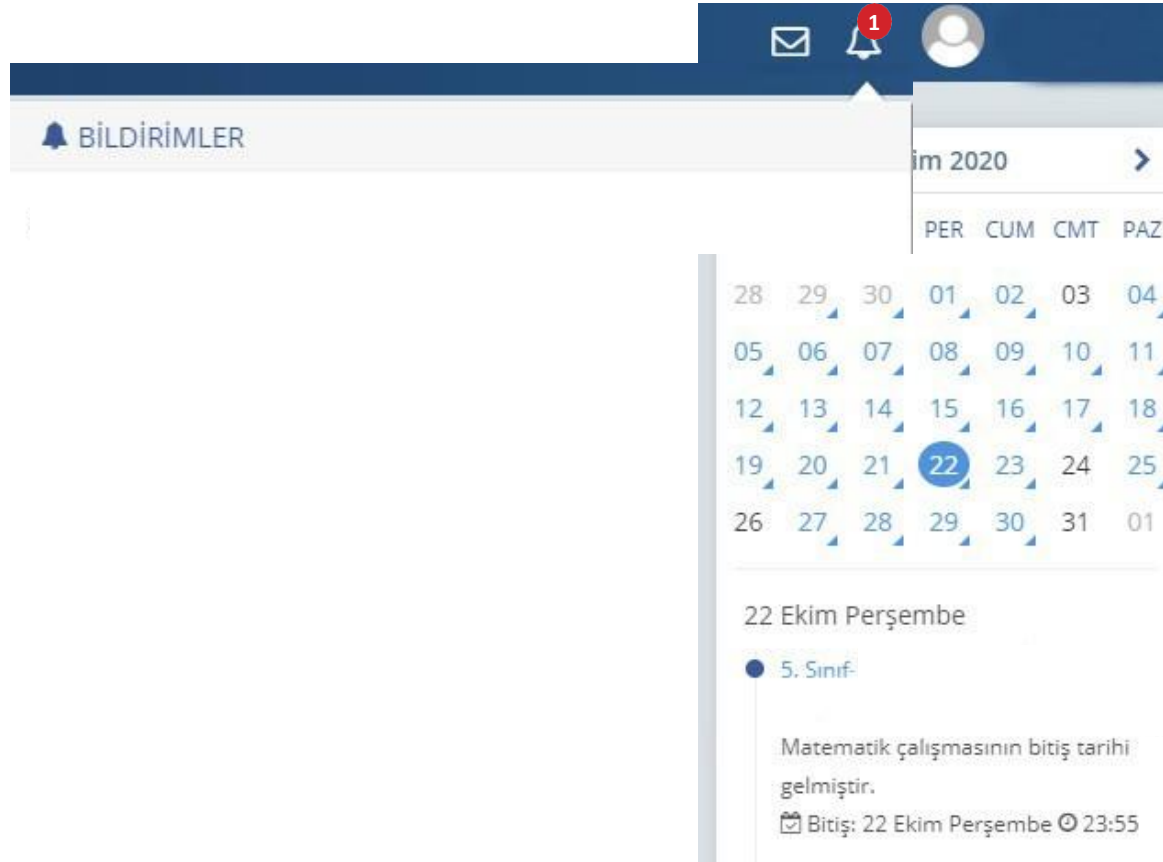 1
BİLDİRİMLER
im 2020
PER CUM CMT PAZ
28 29 30 01 02 03 04
05 06 07 08 09 10 11
12 13 14 15 16 17 18
19 20 21 22 23 24 25
26 27 28 29 30 31 01
22 Ekim Perşembe
5. Sınıf-
Matematik çalışmasının bitiş tarihi
gelmiştir.
Bitiş: 22 Ekim Perşembe 23:55